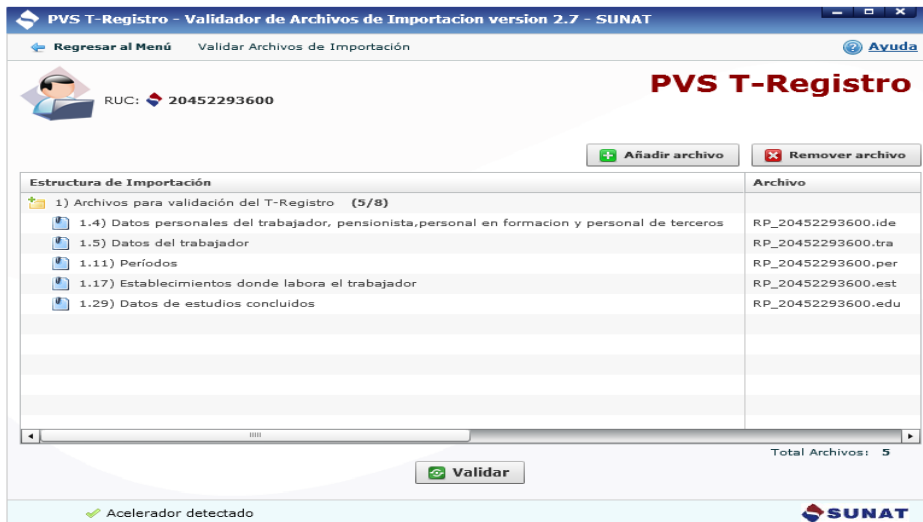 PVS T-Registro - Validador de Archivos de Importacion version 2.7 - SUNAT
Regresar al Menú Validar Archivos de Importación Ayuda
PVS T-Registro
RUC: 20452293600
Añadir archivo Remover archivo
Estructura de Importación Archivo
1) Archivos para validación del T-Registro (5/8)
1.4) Datos personales del trabajador, pensionista,personal en formacion y personal de terceros RP_20452293600.ide
1.5) Datos del trabajador RP_20452293600.tra
1.11) Períodos RP_20452293600.per
1.17) Establecimientos donde labora el trabajador RP_20452293600.est
1.29) Datos de estudios concluidos RP_20452293600.edu
Total Archivos: 5
Validar
Acelerador detectado SUNAT